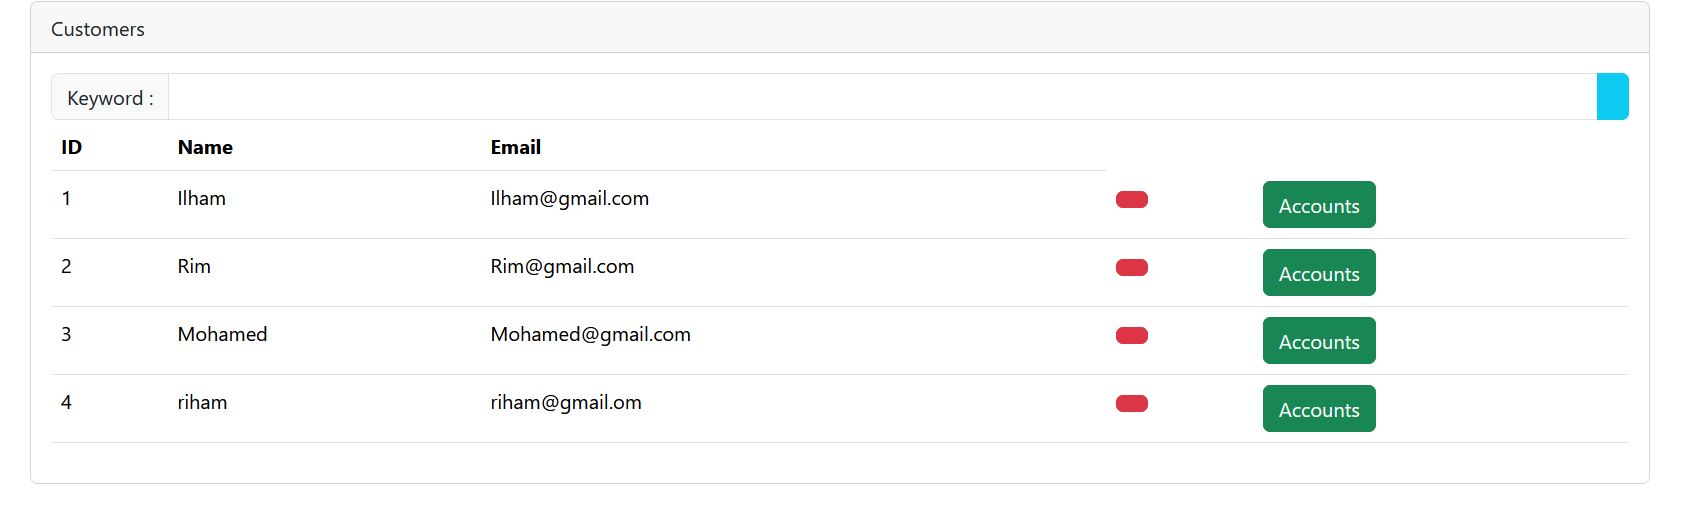 Customers
Keyword :
ID Name Email
1 Ilham Ilham@gmail.com Accounts
2 Rim Rim@gmail.com Accounts
3 Mohamed Mohamed@gmail.com Accounts
4 riham riham@gmail.om Accounts